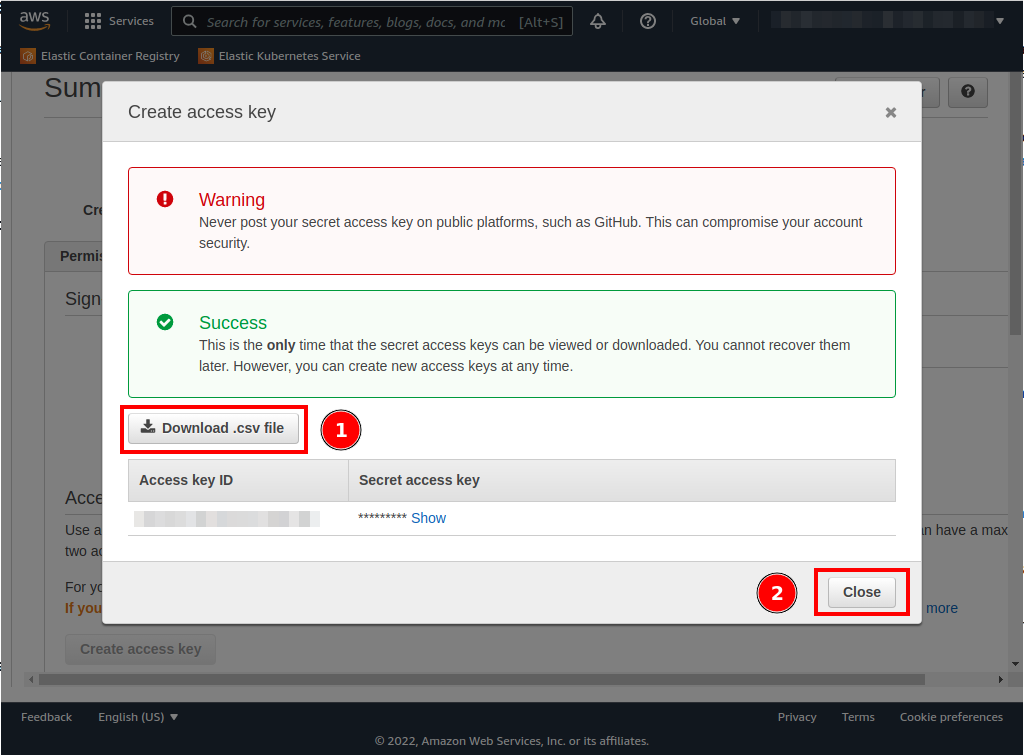 aws
Services
Search for services, features, blogs, docs, and mo
[Alt+S]
Global
Elastic Container Registry
Elastic Kubernetes Service
Sum
Create access key
Warning
Never post your secret access key on public platforms, such as GitHub. This can compromise your account
security.
Cre
Permis
Sign
Success
This is the only time that the secret access keys can be viewed or downloaded. You cannot recover them
later. However, you can create new access keys at any time.
Download .csv file
1
Access key ID
Secret access key
Acce
********* Show
Use a
an have a max
two ac
For yo
If you
more
2
Close
Create access key
Feedback
English (US)
Privacy
Terms
Cookie preferences
© 2022, Amazon Web Services, Inc. or its affiliates.